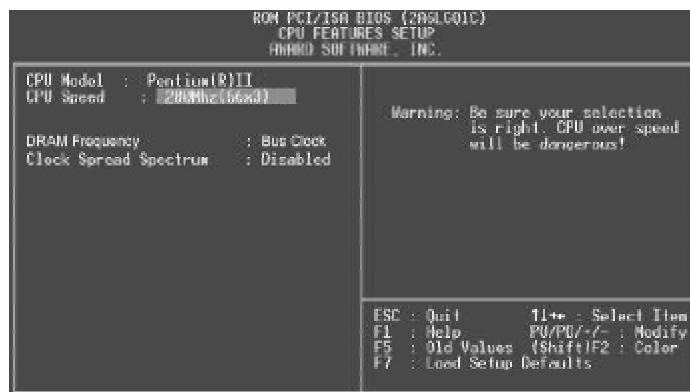 ROM PCI/ISA BIOS (2A6LGQ1C)
CPU FEATURES SETUP
AWARD SOFTWARE, INC.
CPU Model : Pentium(R)II
CPU Speed : 200Mhz(66x3)
DRAM Frequency : Bus Clock
Clock Spread Spectrum : Disabled
Warning: Be sure your selection
is right. CPU over speed
will be dangerous!
ESC : Quit ↑↓→← : Select Item
F1 : Help PU/PD/+/- : Modify
F5 : Old Values (Shift)F2 : Color
F7 : Load Setup Defaults